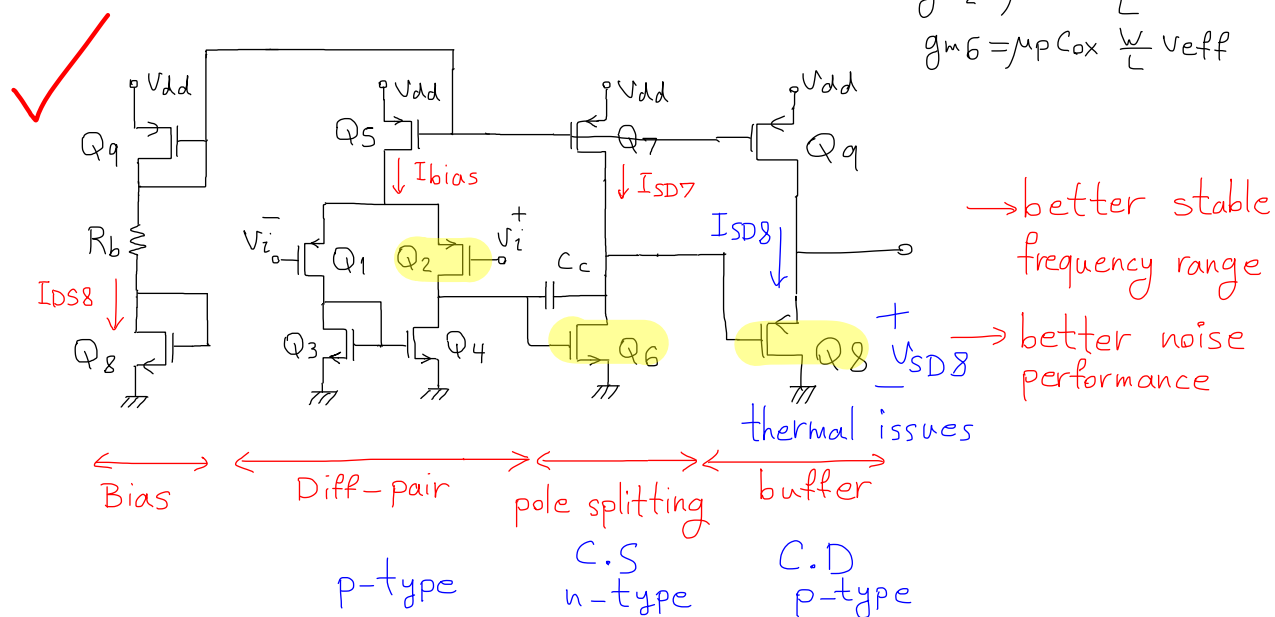 gm6 = μp Cox W/L Veff
Vdd
Vdd
Vdd
Vdd
Q9
Q5
Q7
Q9
Ibias
ISD7
Rb
Vi-
Q1
Q2
Vi+
Cc
ISD8
→ better stable
frequency range
IDS8
Q8
Q3
Q4
Q6
Q8
+
VSD8
-
→ better noise
performance
thermal issues
Bias
Diff-pair
pole splitting
buffer
p-type
C.S
n-type
C.D
p-type